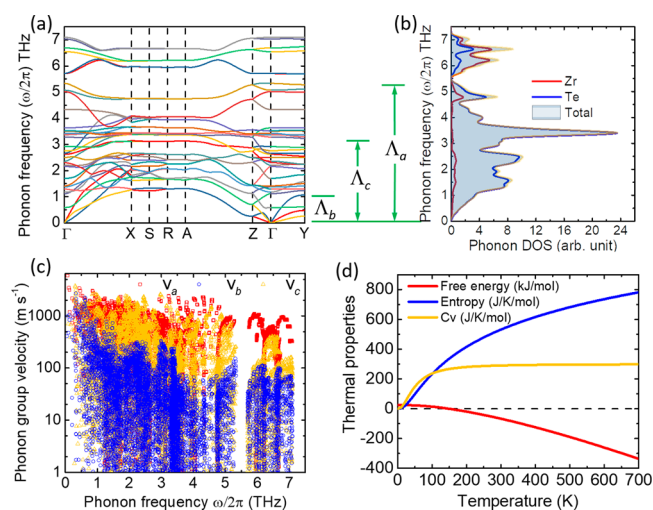 (a)
Phonon frequency (ω/2π) THz
7
6
5
4
3
2
1
0
Γ X S R A Z Γ Y
Λb
Λc
Λa
(b)
Phonon frequency (ω/2π) THz
7
6
5
4
3
2
1
0
Zr
Te
Total
0 4 8 12 16 20 24
Phonon DOS (arb. unit)
(c)
Va Vb Vc
Phonon group velocity (m s⁻¹)
1000
100
10
1
0 1 2 3 4 5 6 7
Phonon frequency ω/2π (THz)
(d)
Free energy (kJ/mol)
Entropy (J/K/mol)
Cv (J/K/mol)
Thermal properties
800
600
400
200
0
-200
-400
0 100 200 300 400 500 600 700
Temperature (K)